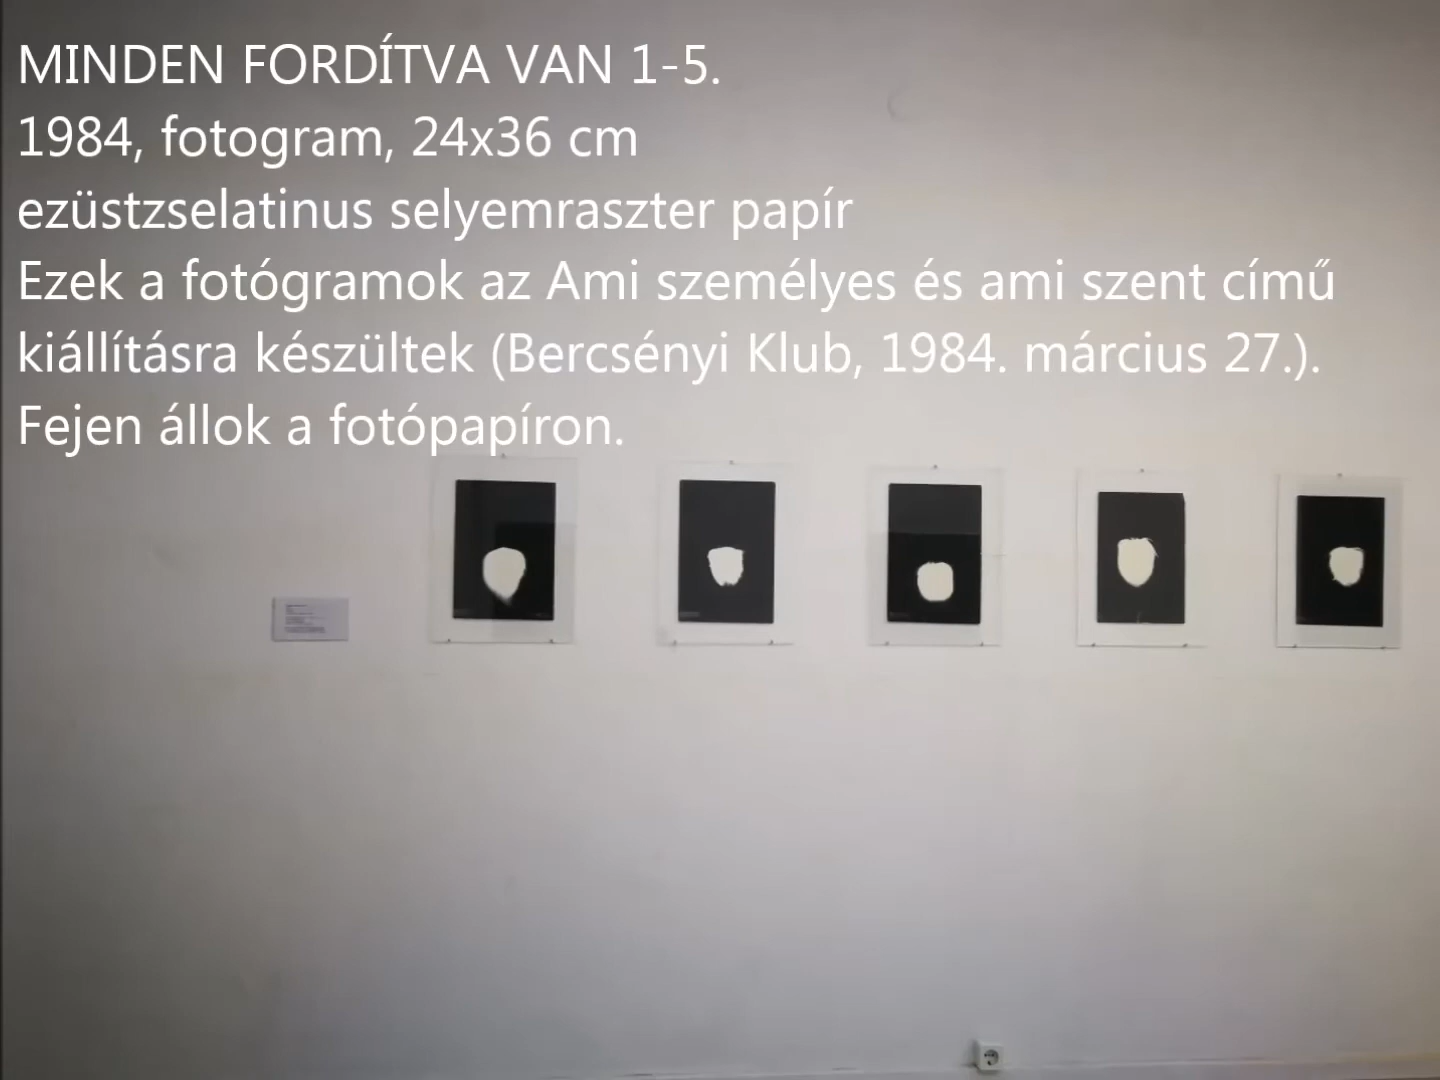 MINDEN FORDÍTVA VAN 1-5.
1984, fotogram, 24x36 cm
ezüstzselatinus selyemraszter papír
Ezek a fotógramok az Ami személyes és ami szent című
kiállításra készültek (Bercsényi Klub, 1984. március 27.).
Fejen állok a fotópapíron.